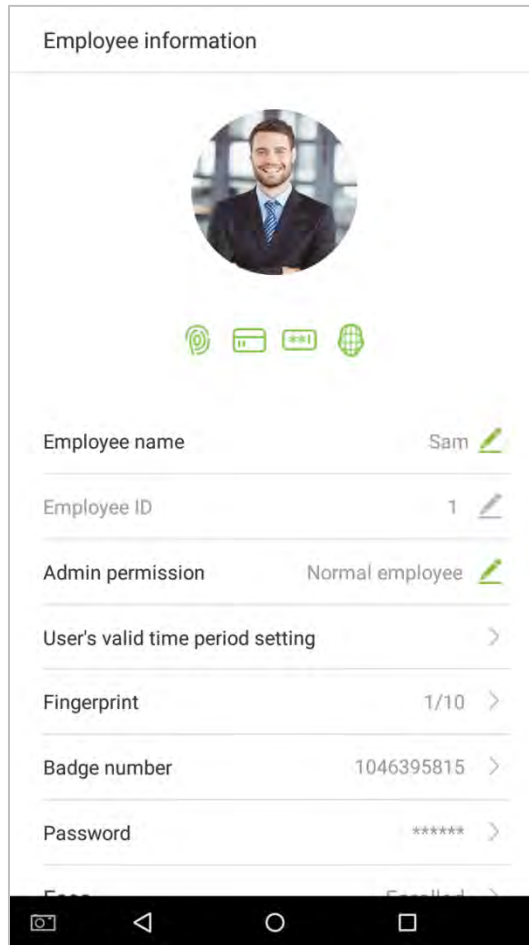 Employee information
**|
Employee name Sam
Employee ID 1
Admin permission Normal employee
User's valid time period setting
Fingerprint 1/10
Badge number 1046395815
Password ******
Enrolled